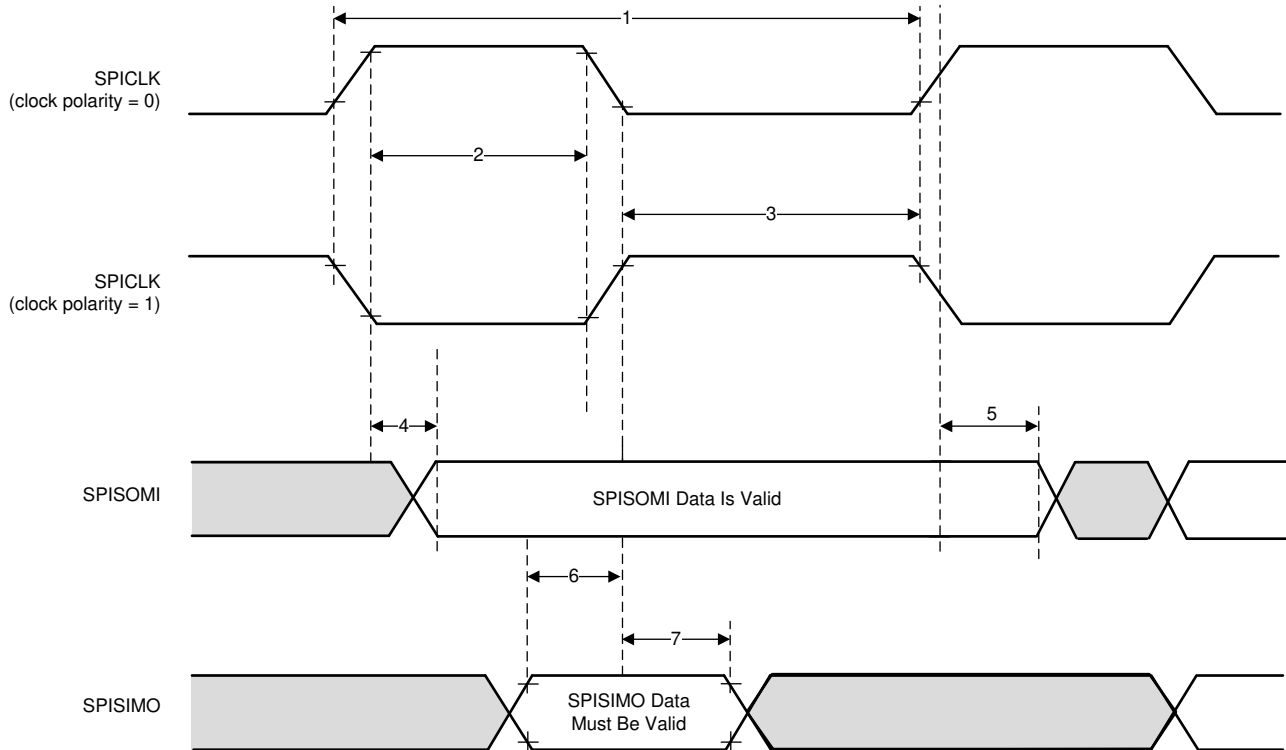 1
SPICLK
(clock polarity = 0)
2
3
SPICLK
(clock polarity = 1)
4
5
SPISOMI
SPISOMI Data Is Valid
6
7
SPISIMO
SPISIMO Data
Must Be Valid